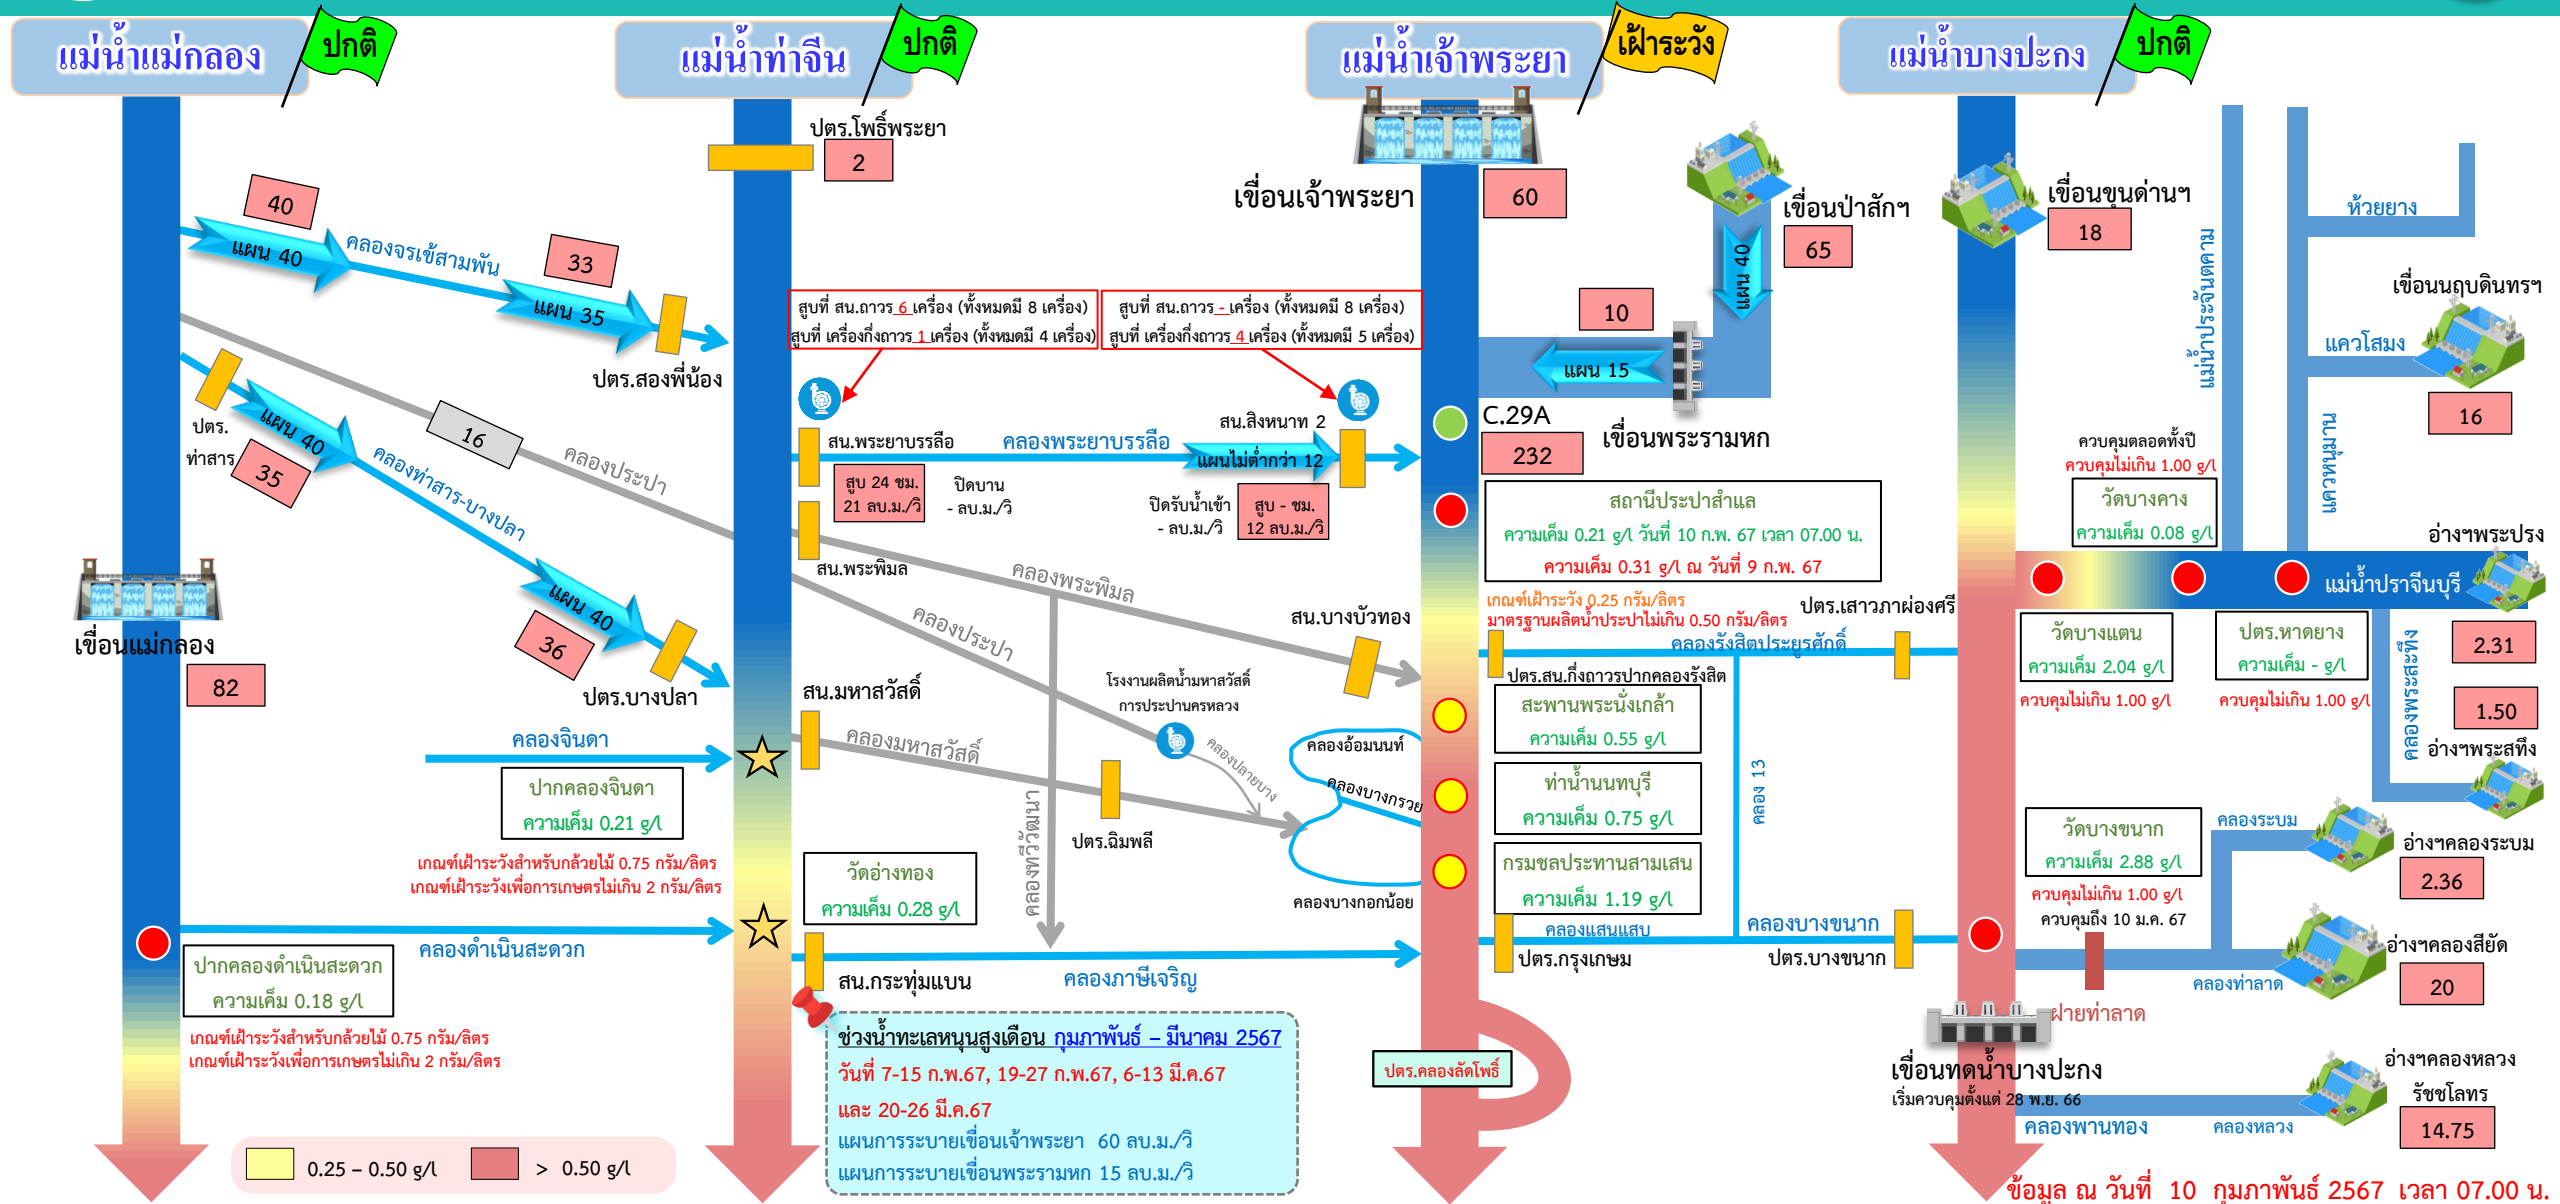 แม่น้ำแม่กลอง
ปกติ
แม่น้ำท่าจีน
ปกติ
แม่น้ำเจ้าพระยา
เฝ้าระวัง
แม่น้ำบางปะกง
ปกติ
40
แผน 40
คลองจรเข้สามพัน
33
แผน 35
ปตร.สองพี่น้อง
ปตร.
ท่าสาร
แผน 40
35
คลองท่าสาร-บางปลา
16
คลองประปา
แผน 40
36
ปตร.บางปลา
เขื่อนแม่กลอง
82
คลองจินดา
ปากคลองจินดา
ความเค็ม 0.21 g/l
เกณฑ์เฝ้าระวังสำหรับกล้วยไม้ 0.75 กรัม/ลิตร
เกณฑ์เฝ้าระวังเพื่อการเกษตรไม่เกิน 2 กรัม/ลิตร
คลองดำเนินสะดวก
ปากคลองดำเนินสะดวก
ความเค็ม 0.18 g/l
เกณฑ์เฝ้าระวังสำหรับกล้วยไม้ 0.75 กรัม/ลิตร
เกณฑ์เฝ้าระวังเพื่อการเกษตรไม่เกิน 2 กรัม/ลิตร
0.25 – 0.50 g/l
> 0.50 g/l
ปตร.โพธิ์พระยา
2
สูบที่ สน.ถาวร 6 เครื่อง (ทั้งหมดมี 8 เครื่อง)
สูบที่ เครื่องกึ่งถาวร 1 เครื่อง (ทั้งหมดมี 4 เครื่อง)
สูบที่ สน.ถาวร - เครื่อง (ทั้งหมดมี 8 เครื่อง)
สูบที่ เครื่องกึ่งถาวร 4 เครื่อง (ทั้งหมดมี 5 เครื่อง)
สน.พระยาบรรลือ
คลองพระยาบรรลือ
สน.สิงหนาท 2
แผนไม่ต่ำกว่า 12
สูบ 24 ชม.
21 ลบ.ม./วิ
ปิดบาน
- ลบ.ม./วิ
ปิดรับน้ำเข้า
- ลบ.ม./วิ
สูบ - ชม.
12 ลบ.ม./วิ
สน.พระพิมล
คลองพระพิมล
คลองประปา
สน.บางบัวทอง
สน.มหาสวัสดิ์
คลองมหาสวัสดิ์
โรงงานผลิตน้ำมหาสวัสดิ์
การประปานครหลวง
คลองปลายบาง
ปตร.ฉิมพลี
คลองทวีวัฒนา
คลองอ้อมนนท์
คลองบางกรวย
คลองบางกอกน้อย
วัดอ่างทอง
ความเค็ม 0.28 g/l
สน.กระทุ่มแบน
คลองภาษีเจริญ
ช่วงน้ำทะเลหนุนสูงเดือน กุมภาพันธ์ – มีนาคม 2567
วันที่ 7-15 ก.พ.67, 19-27 ก.พ.67, 6-13 มี.ค.67
และ 20-26 มี.ค.67
แผนการระบายเขื่อนเจ้าพระยา 60 ลบ.ม./วิ
แผนการระบายเขื่อนพระรามหก 15 ลบ.ม./วิ
เขื่อนเจ้าพระยา
60
เขื่อนป่าสักฯ
65
แผน 40
10
แผน 15
เขื่อนพระรามหก
C.29A
232
สถานีประปาสำแล
ความเค็ม 0.21 g/l วันที่ 10 ก.พ. 67 เวลา 07.00 น.
ความเค็ม 0.31 g/l ณ วันที่ 9 ก.พ. 67
เกณฑ์เฝ้าระวัง 0.25 กรัม/ลิตร
มาตรฐานผลิตน้ำประปาไม่เกิน 0.50 กรัม/ลิตร
ปตร.เสาวภาผ่องศรี
คลองรังสิตประยูรศักดิ์
ปตร.สน.กึ่งถาวรปากคลองรังสิต
สะพานพระนั่งเกล้า
ความเค็ม 0.55 g/l
ท่าน้ำนนทบุรี
ความเค็ม 0.75 g/l
กรมชลประทานสามเสน
ความเค็ม 1.19 g/l
คลอง 13
คลองแสนแสบ
คลองบางขนาก
ปตร.กรุงเกษม
ปตร.บางขนาก
ปตร.คลองลัดโพธิ์
เขื่อนขุนด่านฯ
18
แม่น้ำประจันตคาม
ห้วยยาง
เขื่อนนฤบดินทรฯ
แควโสมง
16
แควหนุมาน
ควบคุมตลอดทั้งปี
ควบคุมไม่เกิน 1.00 g/l
วัดบางคาง
ความเค็ม 0.08 g/l
อ่างฯพระปรง
แม่น้ำปราจีนบุรี
2.31
วัดบางแตน
ความเค็ม 2.04 g/l
ควบคุมไม่เกิน 1.00 g/l
ปตร.หาดยาง
ความเค็ม - g/l
ควบคุมไม่เกิน 1.00 g/l
คลองพระสะทึง
1.50
อ่างฯพระสทึง
วัดบางขนาก
ความเค็ม 2.88 g/l
ควบคุมไม่เกิน 1.00 g/l
ควบคุมถึง 10 ม.ค. 67
คลองระบม
อ่างฯคลองระบม
2.36
อ่างฯคลองสียัด
20
คลองท่าลาด
ฝายท่าลาด
เขื่อนทดน้ำบางปะกง
เริ่มควบคุมตั้งแต่ 28 พ.ย. 66
อ่างฯคลองหลวง
รัชชโลทร
14.75
คลองพานทอง
คลองหลวง
ข้อมูล ณ วันที่ 10 กุมภาพันธ์ 2567 เวลา 07.00 น.